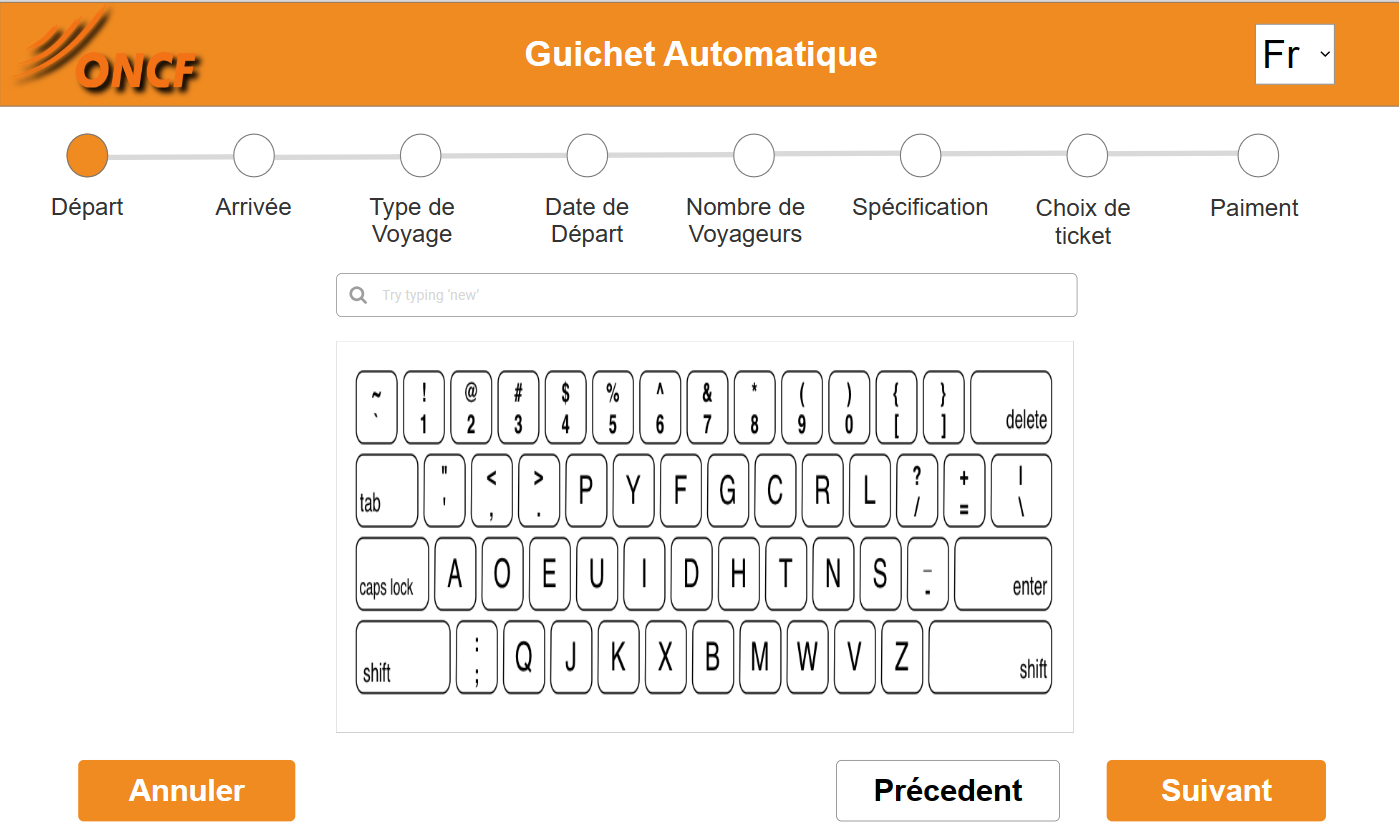 ONCF
Guichet Automatique
Fr
Départ
Arrivée
Type de
Voyage
Date de
Départ
Nombre de
Voyageurs
Spécification
Choix de
ticket
Paiment
Try typing 'new'
~ ! @ # $ % ^ & * ( ) { }
` 1 2 3 4 5 6 7 8 9 0 [ ] delete
" < > P Y F G C R L ? + |
tab ' , . / = \
caps lock A O E U I D H T N S _ - enter
shift : ; Q J K X B M W V Z shift
Annuler
Précedent
Suivant